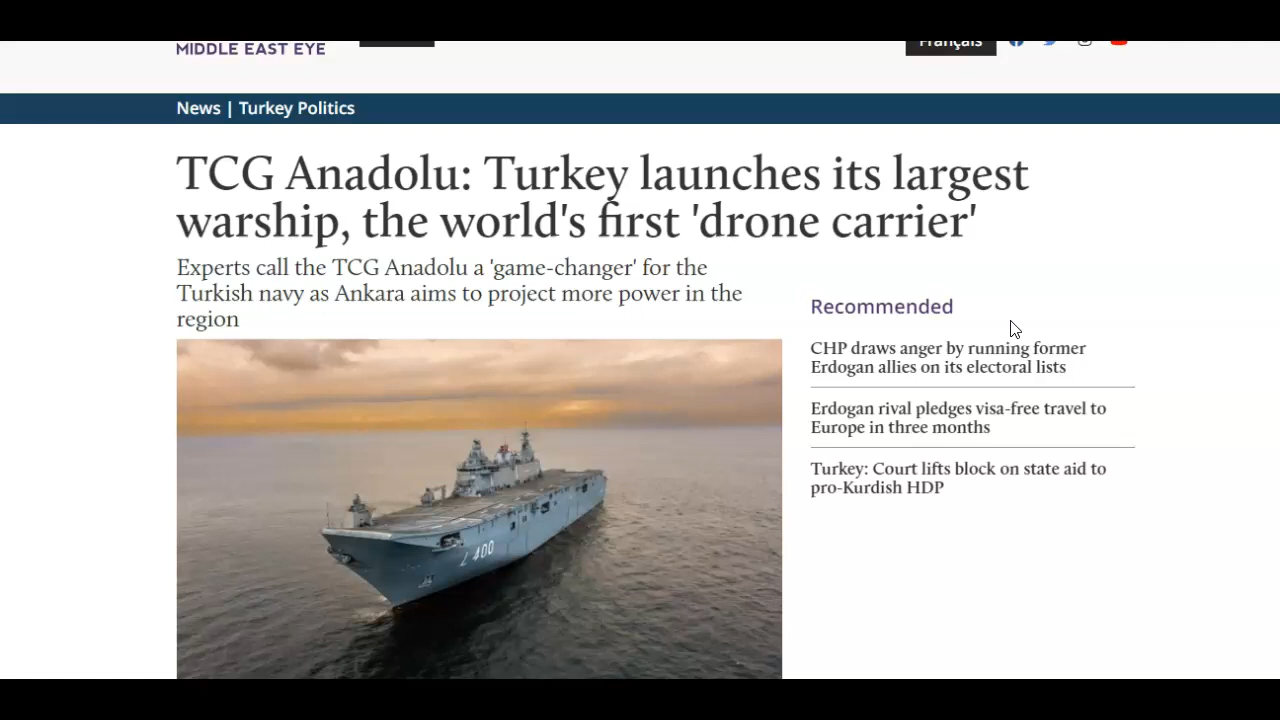 MIDDLE EAST EYE
Français
News | Turkey Politics
TCG Anadolu: Turkey launches its largest
warship, the world's first 'drone carrier'
Experts call the TCG Anadolu a 'game-changer' for the
Turkish navy as Ankara aims to project more power in the
region
Recommended
CHP draws anger by running former
Erdogan allies on its electoral lists
Erdogan rival pledges visa-free travel to
Europe in three months
Turkey: Court lifts block on state aid to
pro-Kurdish HDP
L 400